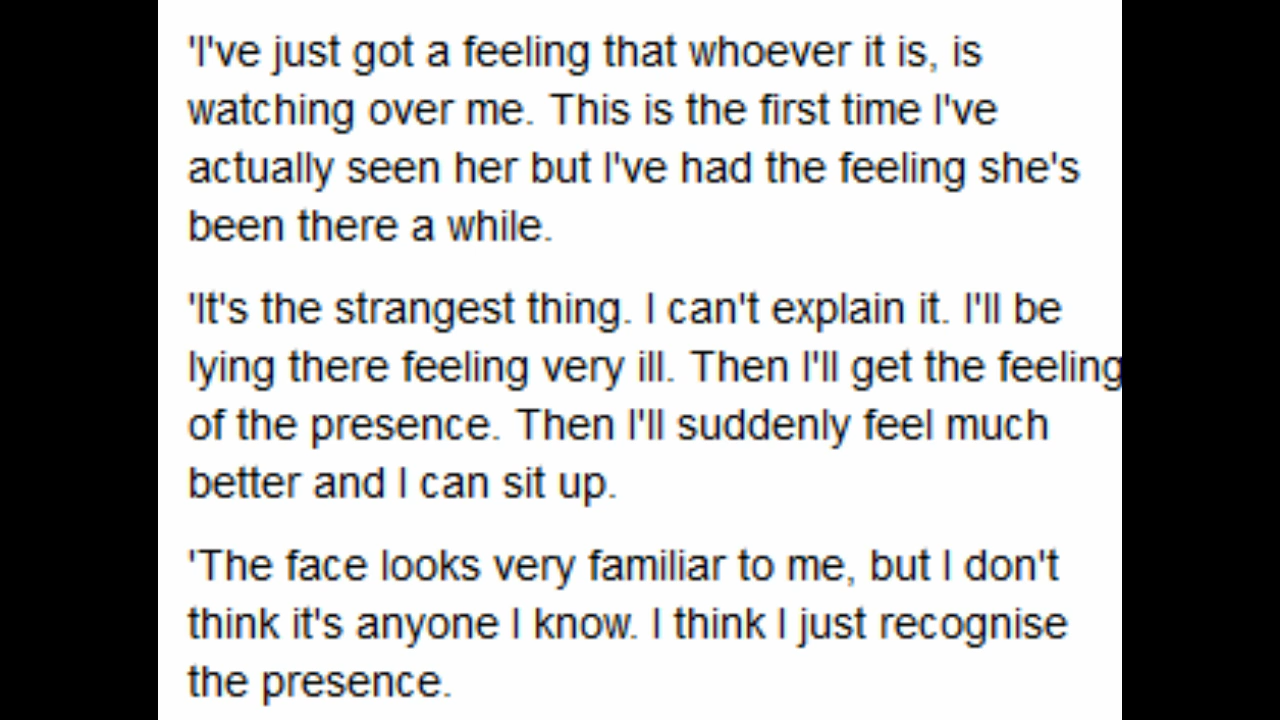 'I've just got a feeling that whoever it is, is
watching over me. This is the first time I've
actually seen her but I've had the feeling she's
been there a while.
'It's the strangest thing. I can't explain it. I'll be
lying there feeling very ill. Then I'll get the feeling
of the presence. Then I'll suddenly feel much
better and I can sit up.
'The face looks very familiar to me, but I don't
think it's anyone I know. I think I just recognise
the presence.